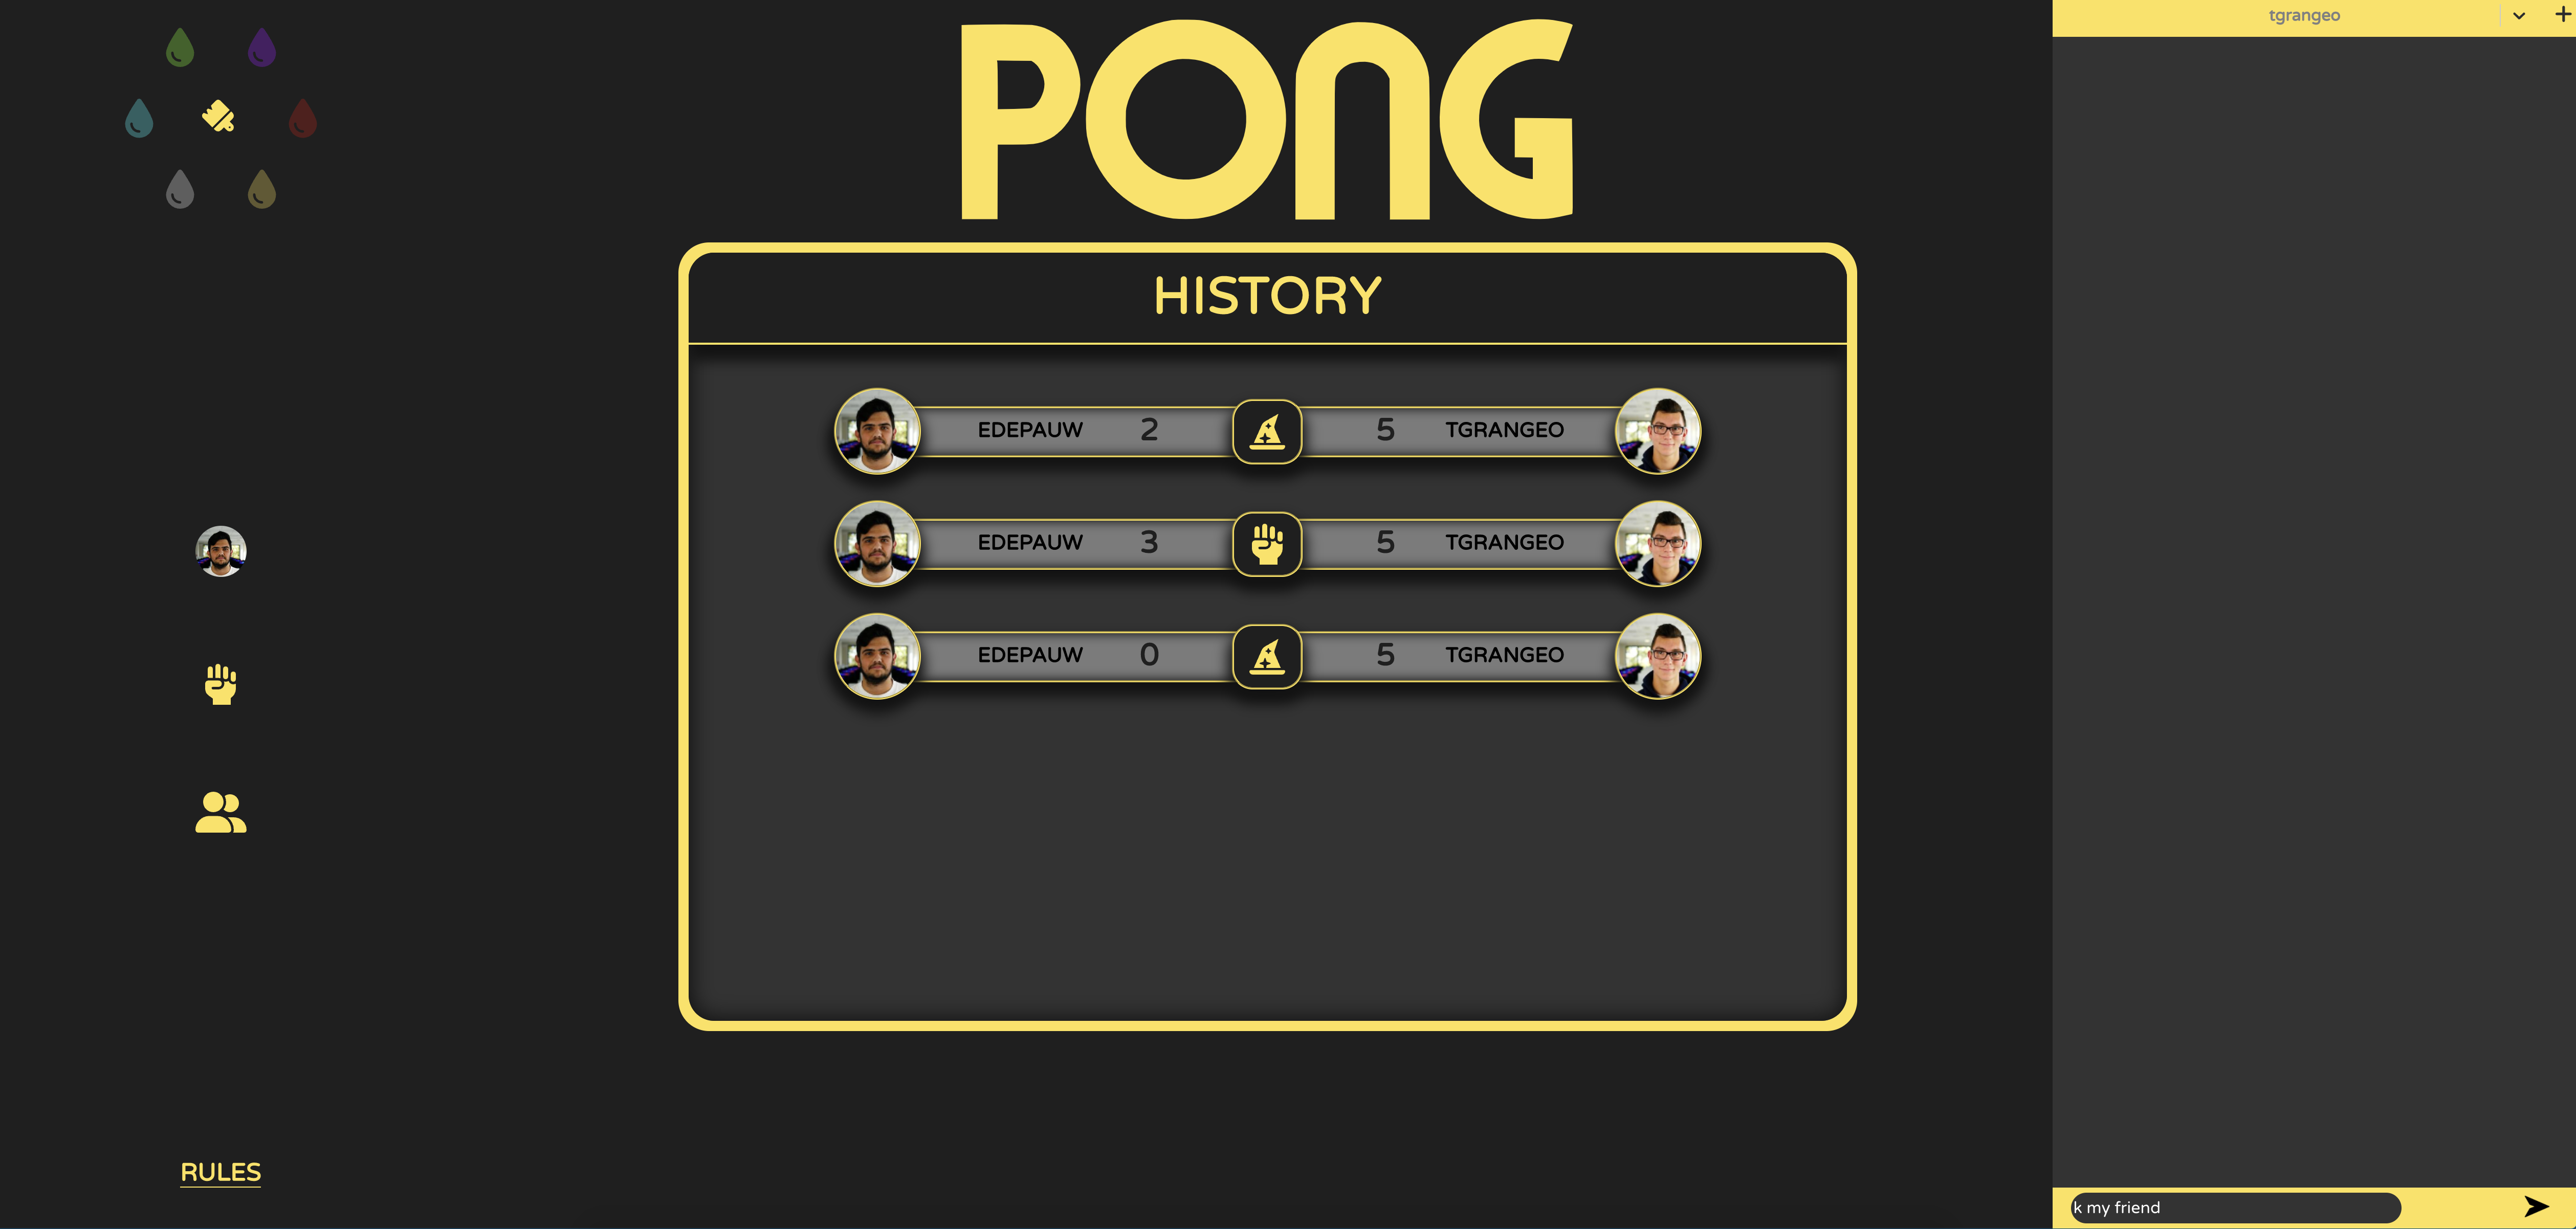 PONG
tgrangeo
HISTORY
EDEPAUW 2 5 TGRANGEO
EDEPAUW 3 5 TGRANGEO
EDEPAUW 0 5 TGRANGEO
RULES
k my friend